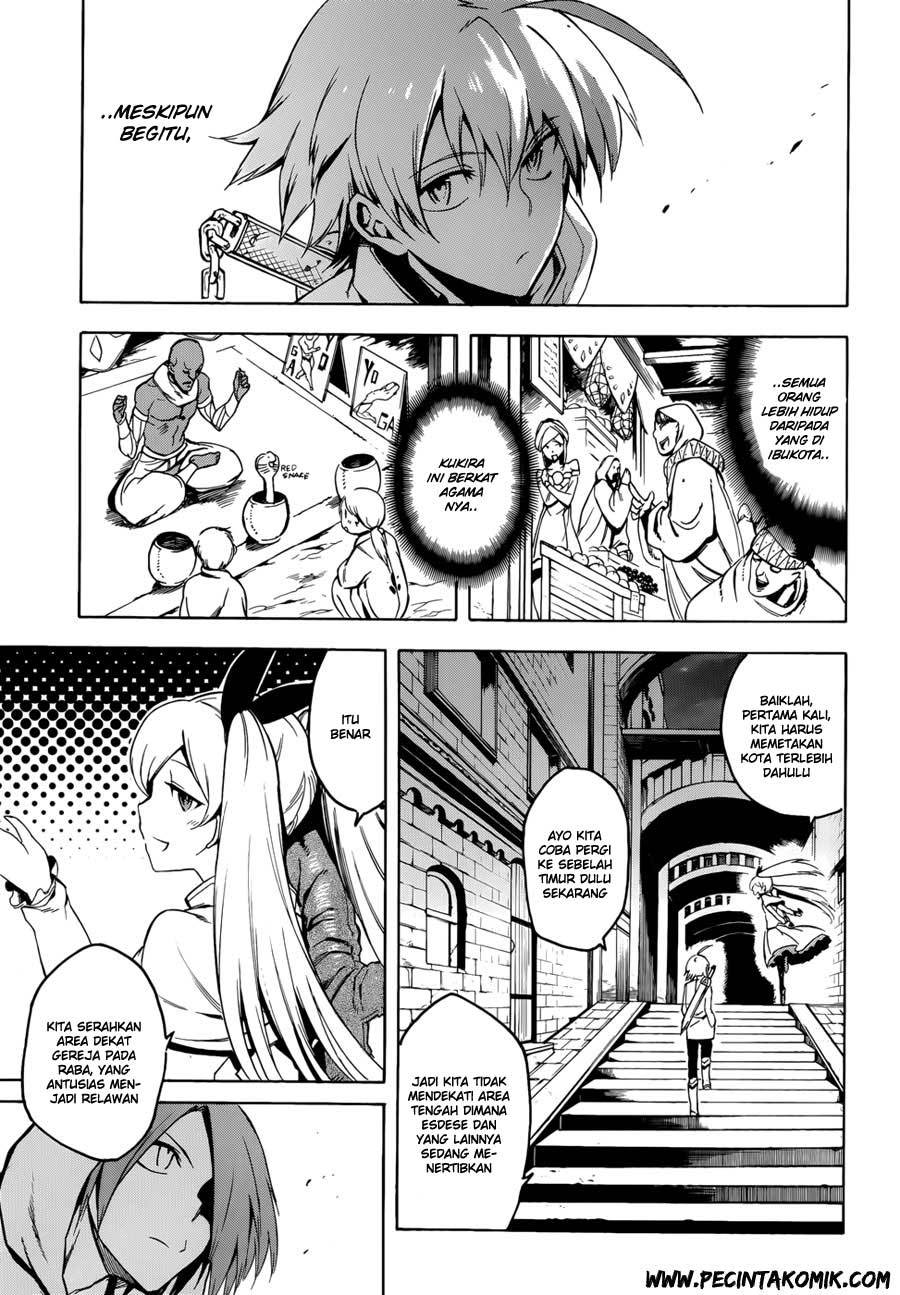 ..MESKIPUN
BEGITU,
..SEMUA
ORANG
LEBIH HIDUP
DARIPADA
YANG DI
IBUKOTA..
KUKIRA
INI BERKAT
AGAMA
NYA..
G
A
O
YO
GA
RED
SNAKE
BAIKLAH,
PERTAMA KALI,
KITA HARUS
MEMETAKAN
KOTA TERLEBIH
DAHULU
AYO KITA
COBA PERGI
KE SEBELAH
TIMUR DULU
SEKARANG
JADI KITA TIDAK
MENDEKATI AREA
TENGAH DIMANA
ESDESE DAN
YANG LAINNYA
SEDANG ME-
NERTIBKAN
ITU
BENAR
KITA SERAHKAN
AREA DEKAT
GEREJA PADA
RABA, YANG
ANTUSIAS MEN-
JADI RELAWAN
WWW.PECINTAKOMIK.COM